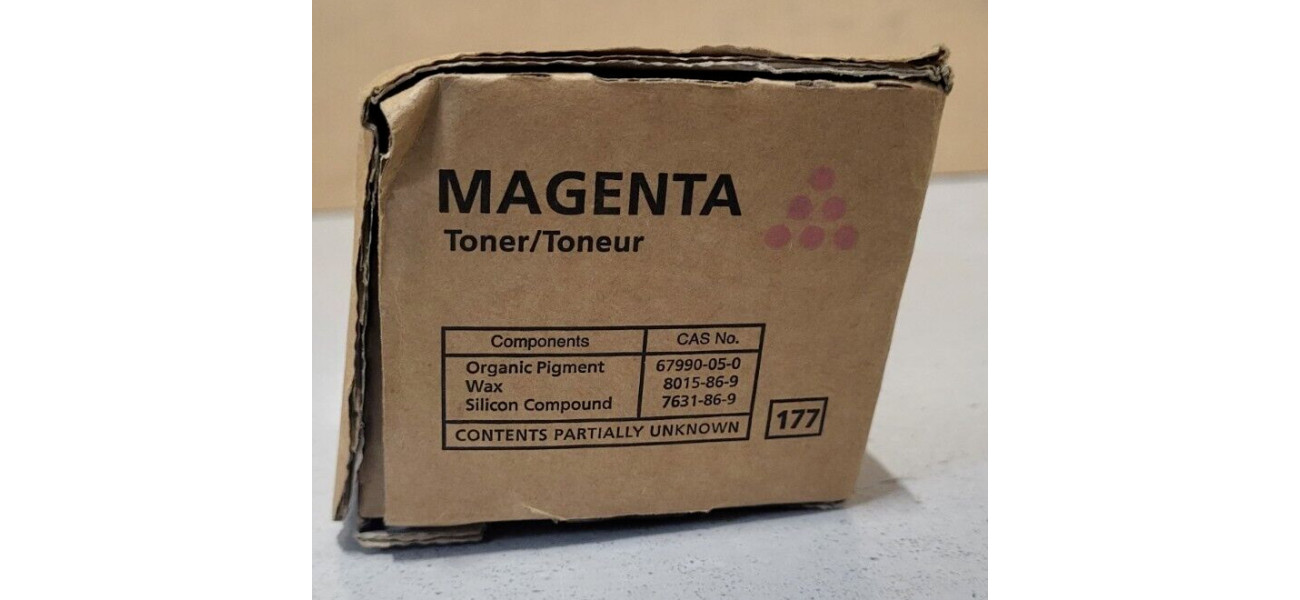 MAGENTA
Toner/Toneur
Components CAS No.
Organic Pigment 67990-05-0
Wax 8015-86-9
Silicon Compound 7631-86-9
CONTENTS PARTIALLY UNKNOWN
177